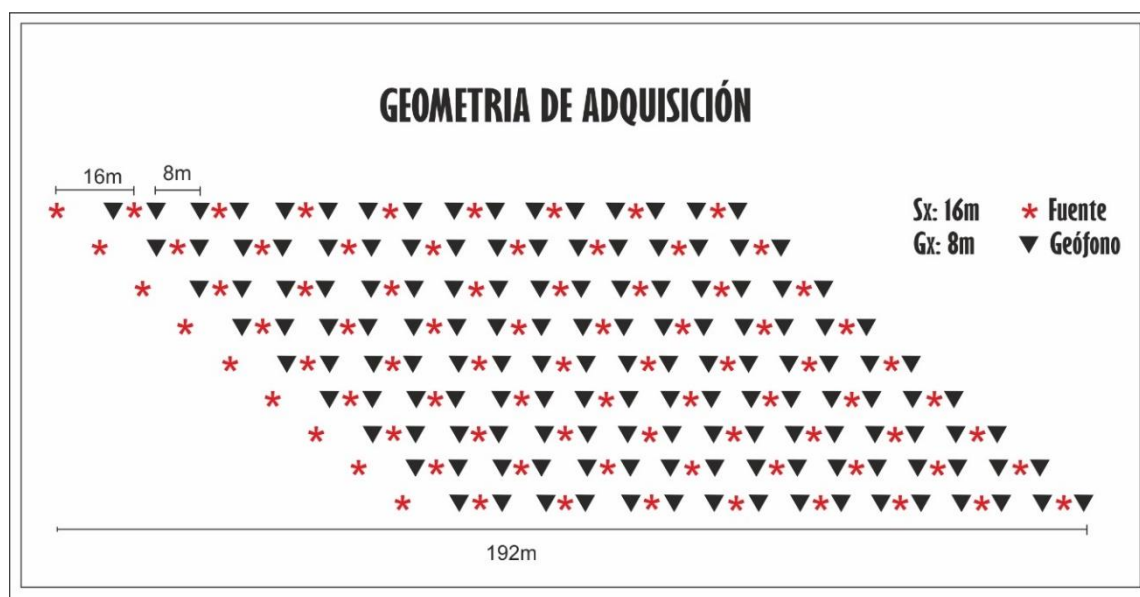 GEOMETRIA DE ADQUISICIÓN
16m
8m
Sx: 16m
Fuente
Gx: 8m
Geófono
192m